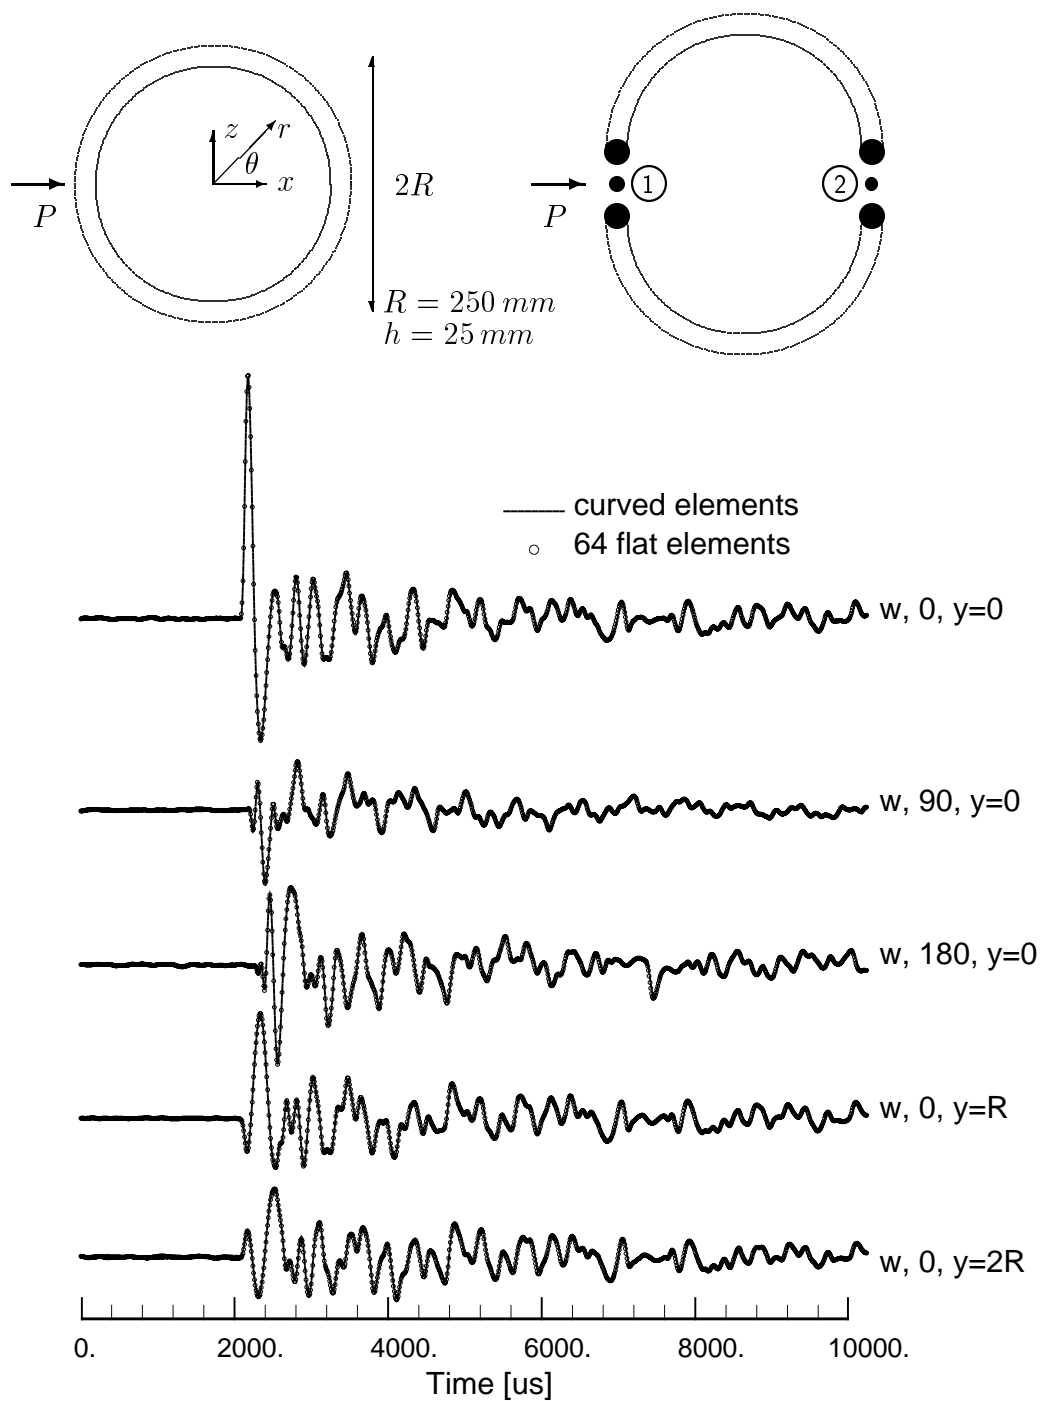 z
r
θ
x
P
2R
R = 250 mm
h = 25 mm
P
1
2
curved elements
64 flat elements
w, 0, y=0
w, 90, y=0
w, 180, y=0
w, 0, y=R
w, 0, y=2R
0. 2000. 4000. 6000. 8000. 10000.
Time [us]